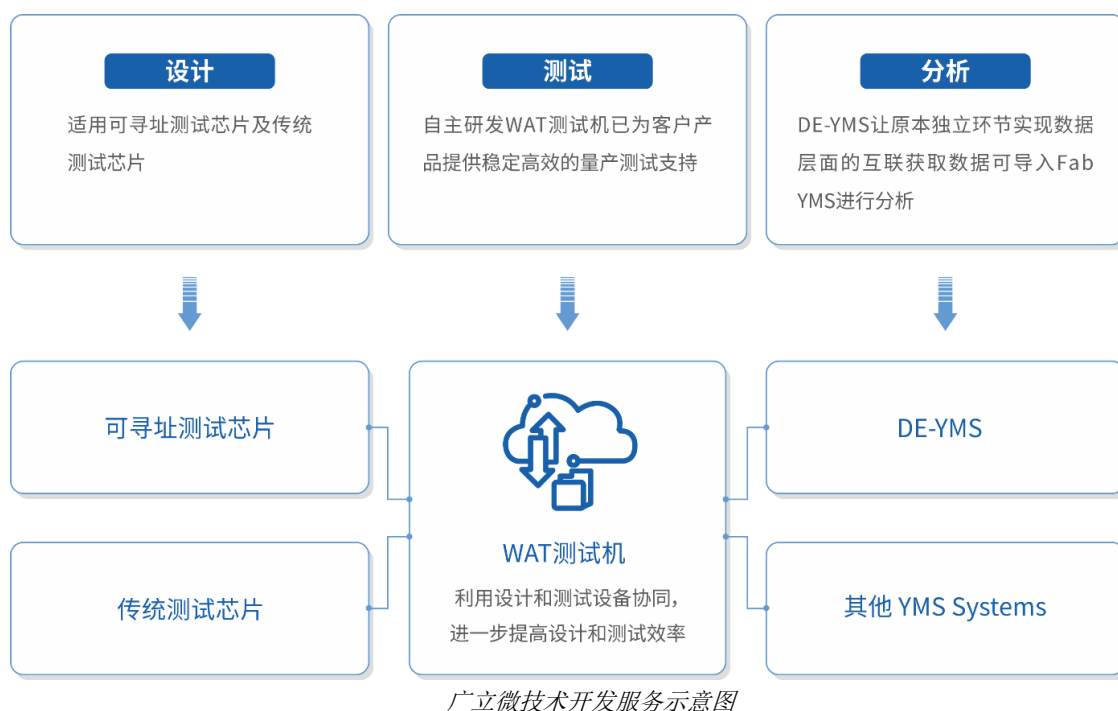 设计
适用可寻址测试芯片及传统
测试芯片
测试
自主研发WAT测试机已为客户产
品提供稳定高效的量产测试支持
分析
DE-YMS让原本独立环节实现数据
层面的互联获取数据可导入Fab
YMS进行分析
可寻址测试芯片
传统测试芯片
WAT测试机
利用设计和测试设备协同，
进一步提高设计和测试效率
DE-YMS
其他 YMS Systems
广立微技术开发服务示意图